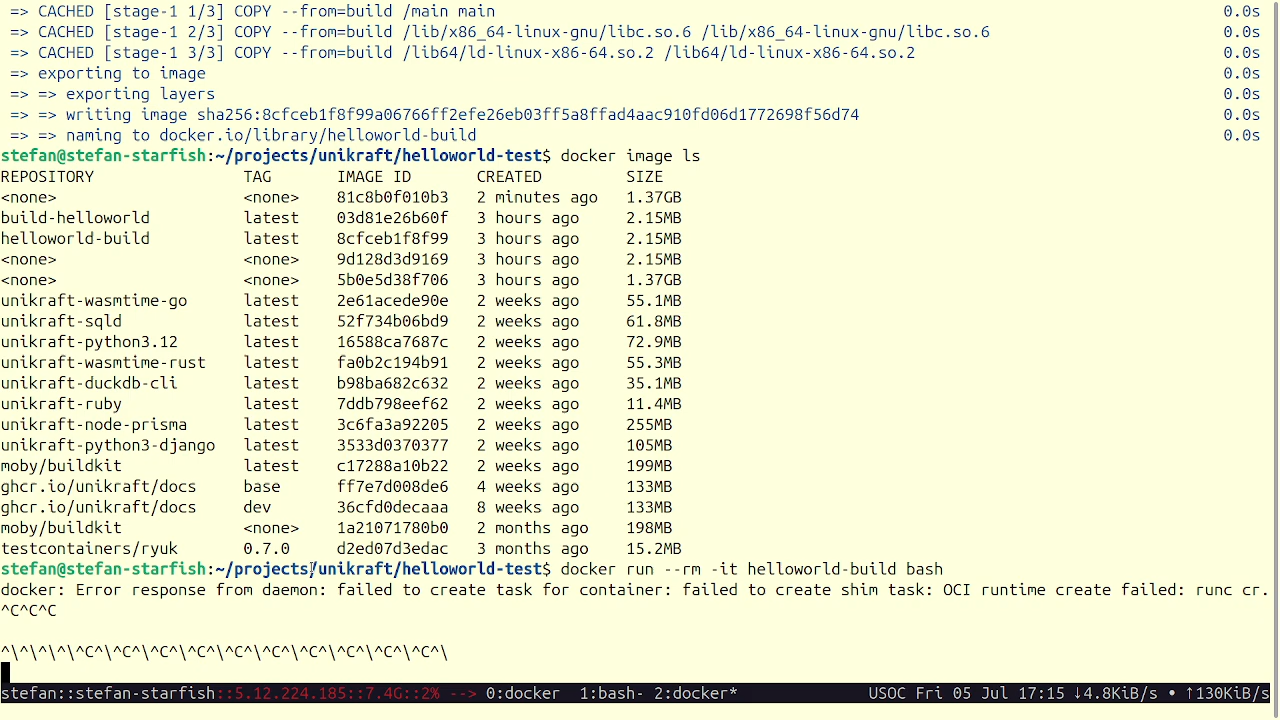 => CACHED [stage-1 1/3] COPY --from=build /main main 0.0s
=> CACHED [stage-1 2/3] COPY --from=build /lib/x86_64-linux-gnu/libc.so.6 /lib/x86_64-linux-gnu/libc.so.6 0.0s
=> CACHED [stage-1 3/3] COPY --from=build /lib64/ld-linux-x86-64.so.2 /lib64/ld-linux-x86-64.so.2 0.0s
=> exporting to image 0.0s
=> => exporting layers 0.0s
=> => writing image sha256:8cfceb1f8f99a06766ff2efe26eb03ff5a8ffad4aac910fd06d1772698f56d74 0.0s
=> => naming to docker.io/library/helloworld-build 0.0s
stefan@stefan-starfish:~/projects/unikraft/helloworld-test$ docker image ls
REPOSITORY TAG IMAGE ID CREATED SIZE
<none> <none> 81c8b0f010b3 2 minutes ago 1.37GB
build-helloworld latest 03d81e26b60f 3 hours ago 2.15MB
helloworld-build latest 8cfceb1f8f99 3 hours ago 2.15MB
<none> <none> 9d128d3d9169 3 hours ago 2.15MB
<none> <none> 5b0e5d38f706 3 hours ago 1.37GB
unikraft-wasmtime-go latest 2e61acede90e 2 weeks ago 55.1MB
unikraft-sqld latest 52f734b06bd9 2 weeks ago 61.8MB
unikraft-python3.12 latest 16588ca7687c 2 weeks ago 72.9MB
unikraft-wasmtime-rust latest fa0b2c194b91 2 weeks ago 55.3MB
unikraft-duckdb-cli latest b98ba682c632 2 weeks ago 35.1MB
unikraft-ruby latest 7ddb798eef62 2 weeks ago 11.4MB
unikraft-node-prisma latest 3c6fa3a92205 2 weeks ago 255MB
unikraft-python3-django latest 3533d0370377 2 weeks ago 105MB
moby/buildkit latest c17288a10b22 2 weeks ago 199MB
ghcr.io/unikraft/docs base ff7e7d008de6 4 weeks ago 133MB
ghcr.io/unikraft/docs dev 36cfd0decaaa 8 weeks ago 133MB
moby/buildkit <none> 1a21071780b0 2 months ago 198MB
testcontainers/ryuk 0.7.0 d2ed07d3edac 3 months ago 15.2MB
stefan@stefan-starfish:~/projects/unikraft/helloworld-test$ docker run --rm -it helloworld-build bash
docker: Error response from daemon: failed to create task for container: failed to create shim task: OCI runtime create failed: runc cr.
^C^C^C
^\^\^\^\^C^\^C^\^C^\^C^\^C^\^C^\^C^\^C^\^C^\^C^\
stefan::stefan-starfish::5.12.224.185::7.4G::2% --> 0:docker 1:bash- 2:docker* USOC Fri 05 Jul 17:15 ↓4.8KiB/s • ↑130KiB/s